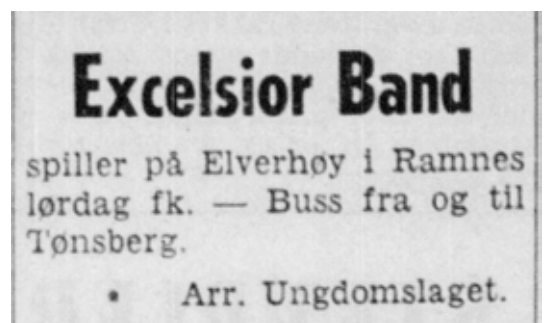 Excelsior Band
spiller på Elverhøy i Ramnes
lørdag fk. — Buss fra og til
Tønsberg.
• Arr. Ungdomslaget.